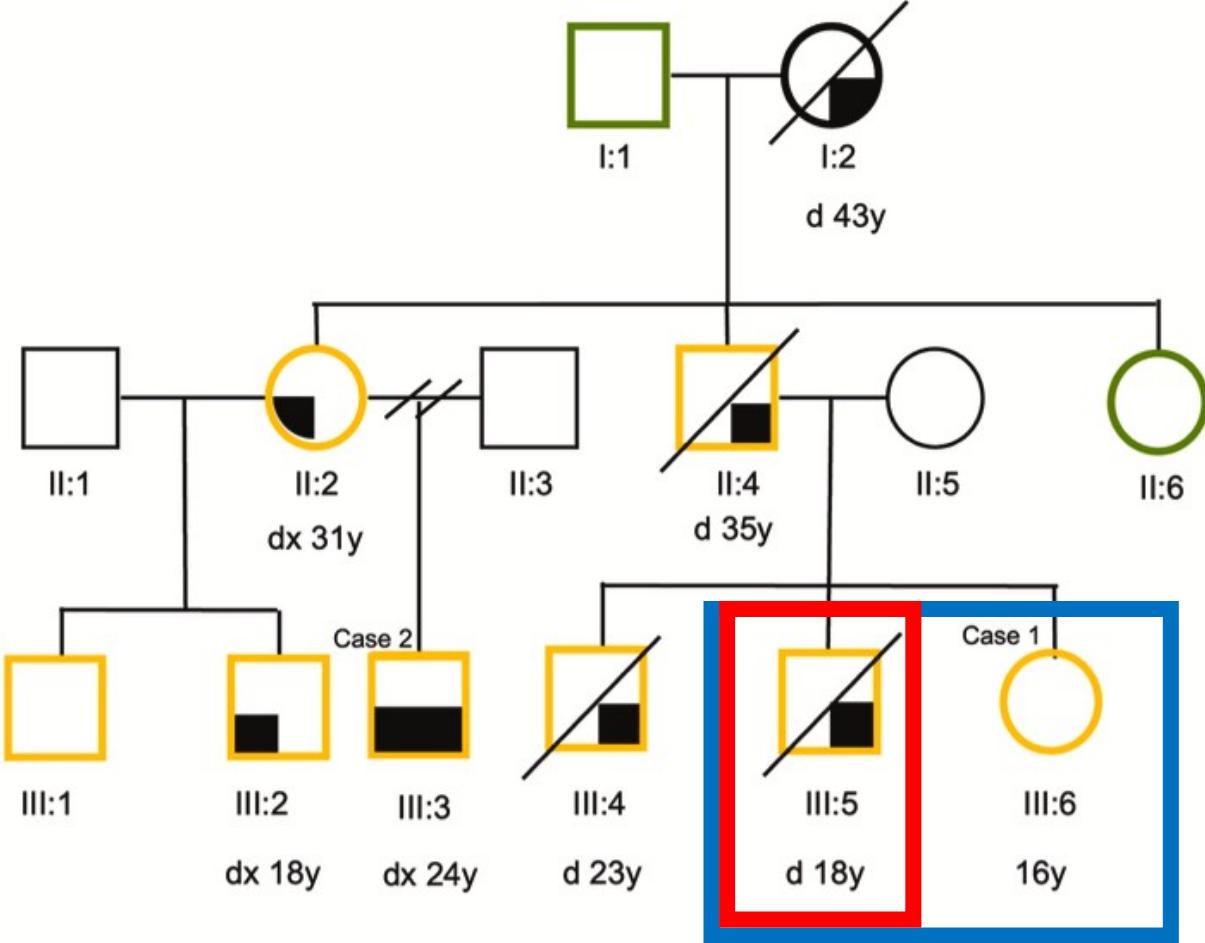 I:1 I:2
d 43y
II:1 II:2 II:3 II:4 II:5 II:6
dx 31y d 35y
Case 2 Case 1
III:1 III:2 III:3 III:4 III:5 III:6
dx 18y dx 24y d 23y d 18y 16y